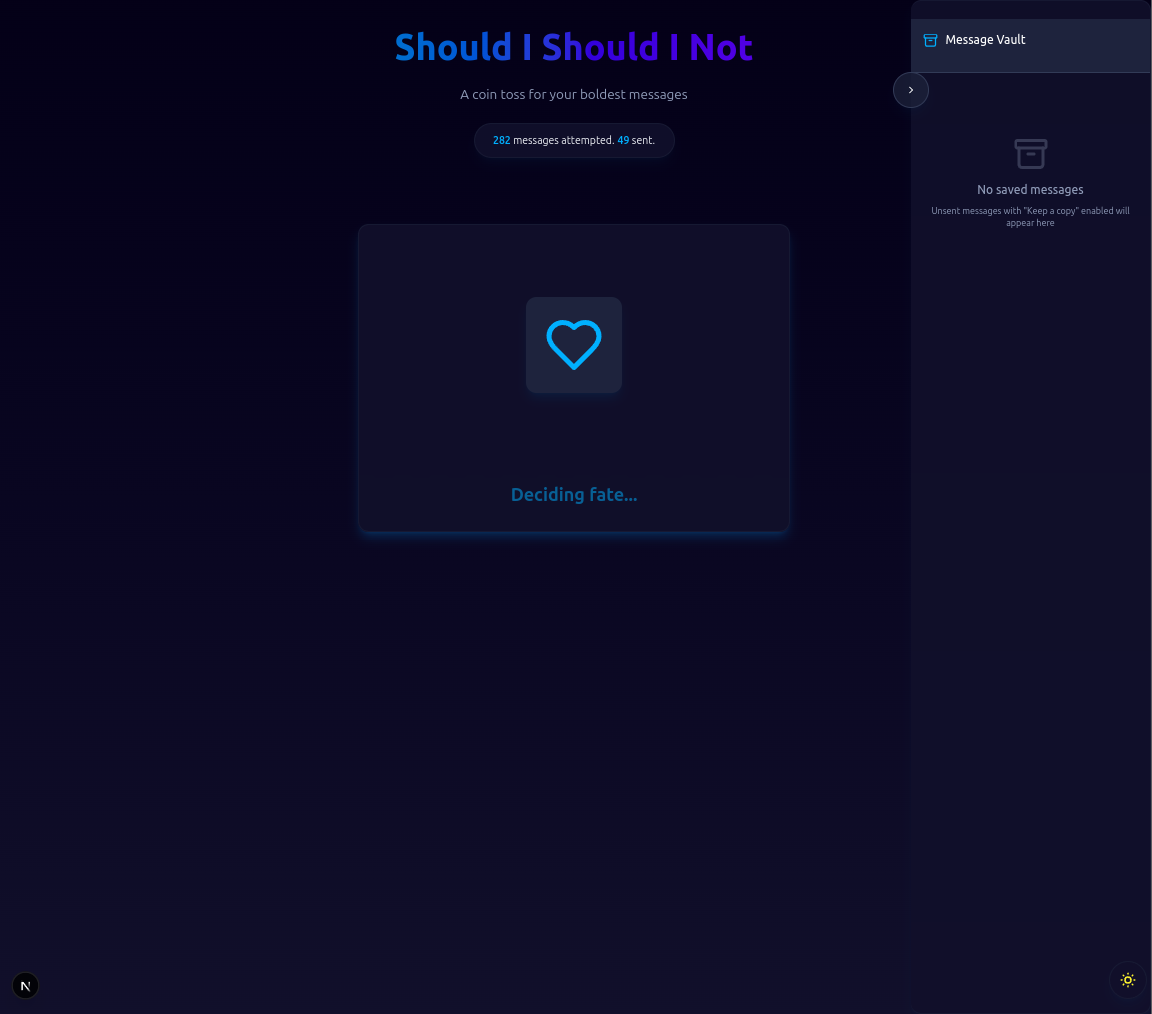 Should I Should I Not
A coin toss for your boldest messages
282 messages attempted. 49 sent.
Deciding fate...
Message Vault
No saved messages
Unsent messages with "Keep a copy" enabled will
appear here
N